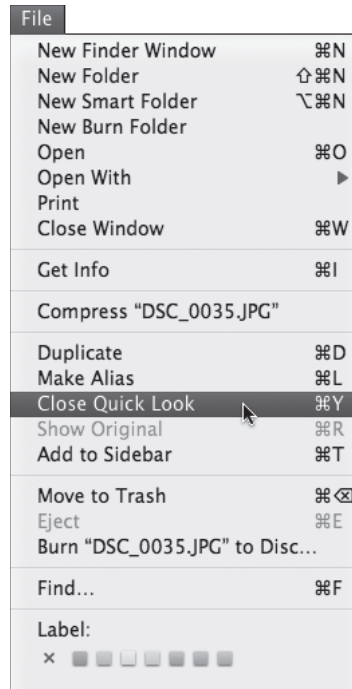 File
New Finder Window ⌘N
New Folder ⇧⌘N
New Smart Folder ⌥⌘N
New Burn Folder
Open ⌘O
Open With ▶
Print
Close Window ⌘W
Get Info ⌘I
Compress “DSC_0035.JPG”
Duplicate ⌘D
Make Alias ⌘L
Close Quick Look ⌘Y
Show Original ⌘R
Add to Sidebar ⌘T
Move to Trash ⌘⌫
Eject ⌘E
Burn “DSC_0035.JPG” to Disc...
Find... ⌘F
Label:
×